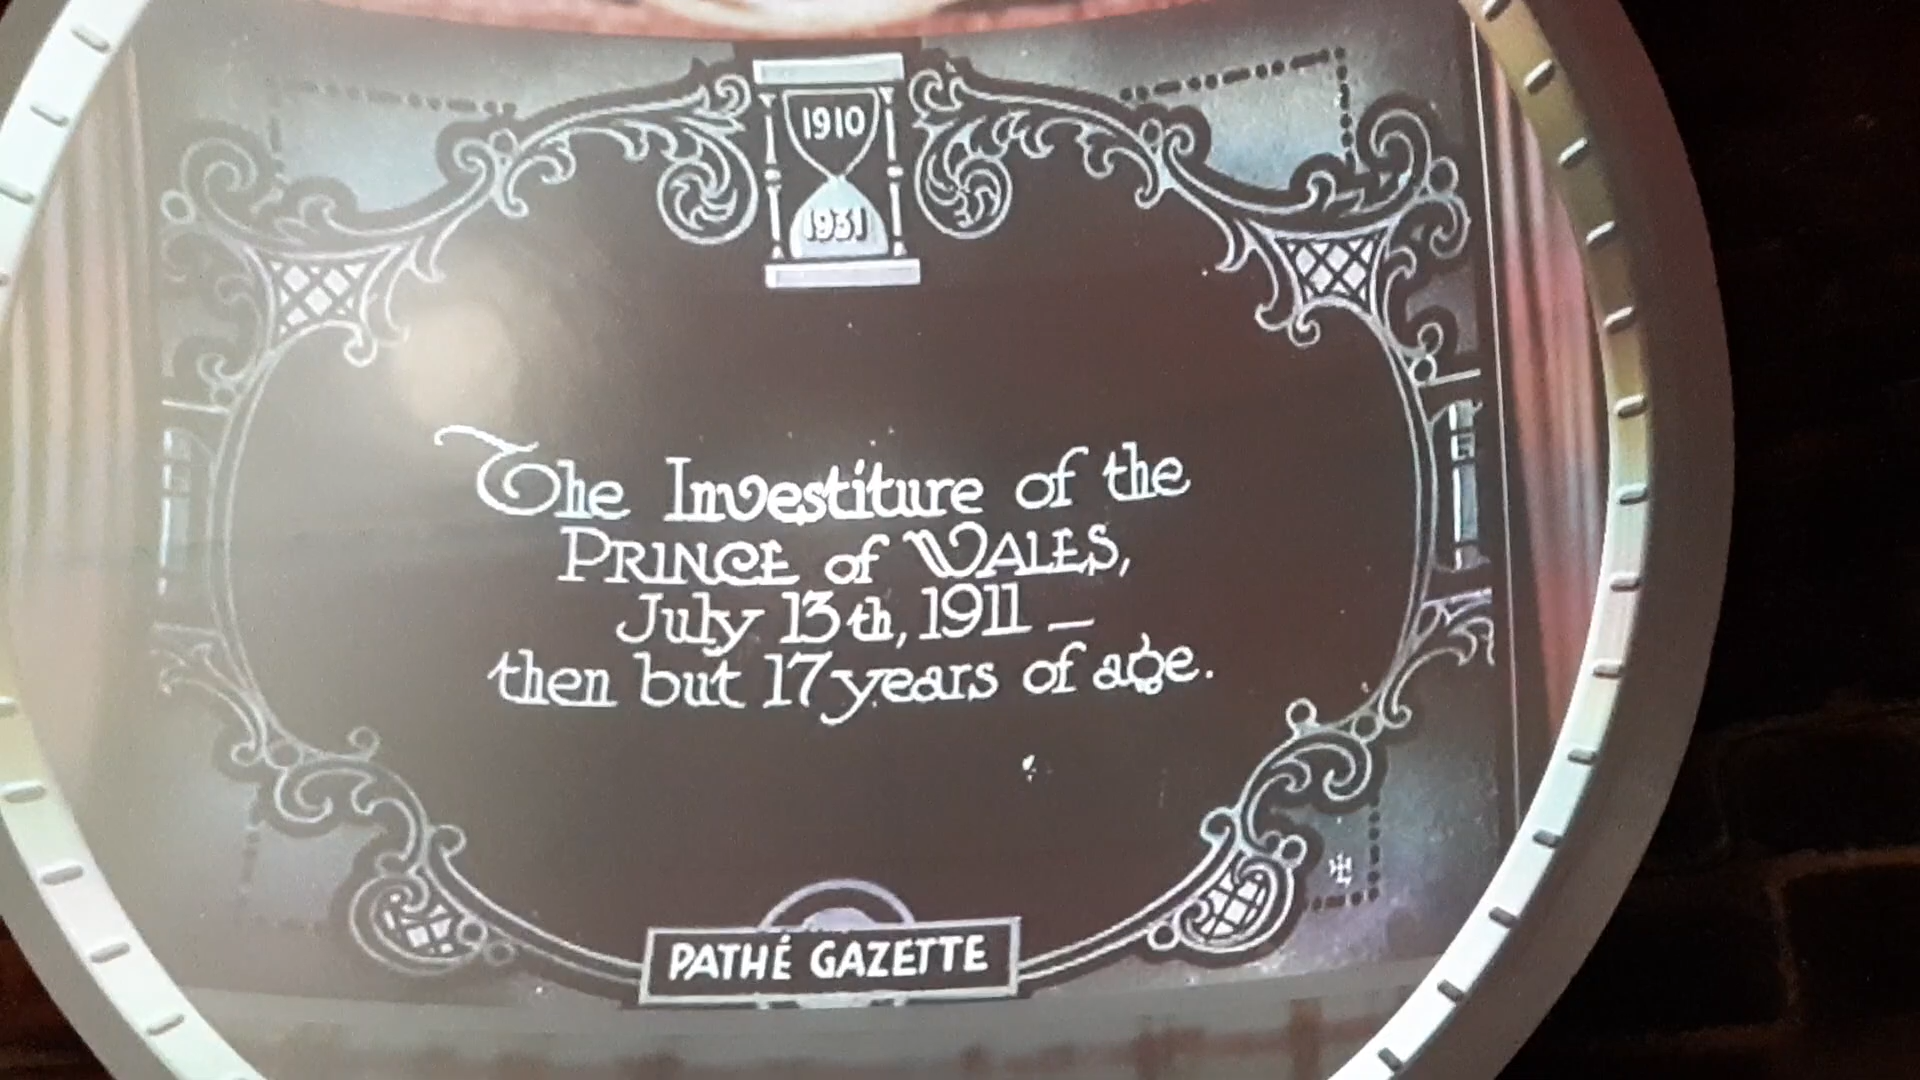 1910
1931
The Investiture of the
PRINCE of WALES,
July 13th, 1911 —
then but 17 years of age.
PATHÉ GAZETTE